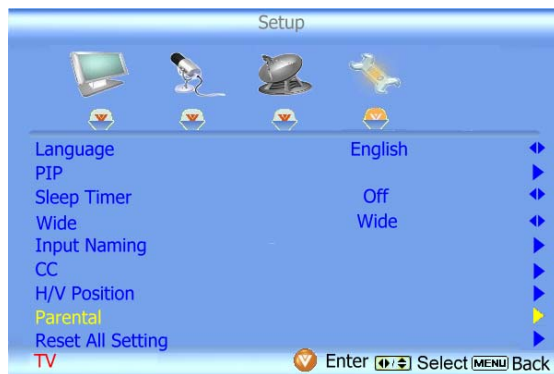 Setup
Language English
PIP
Sleep Timer Off
Wide Wide
Input Naming
CC
H/V Position
Parental
Reset All Setting
TV Enter Select MENU Back